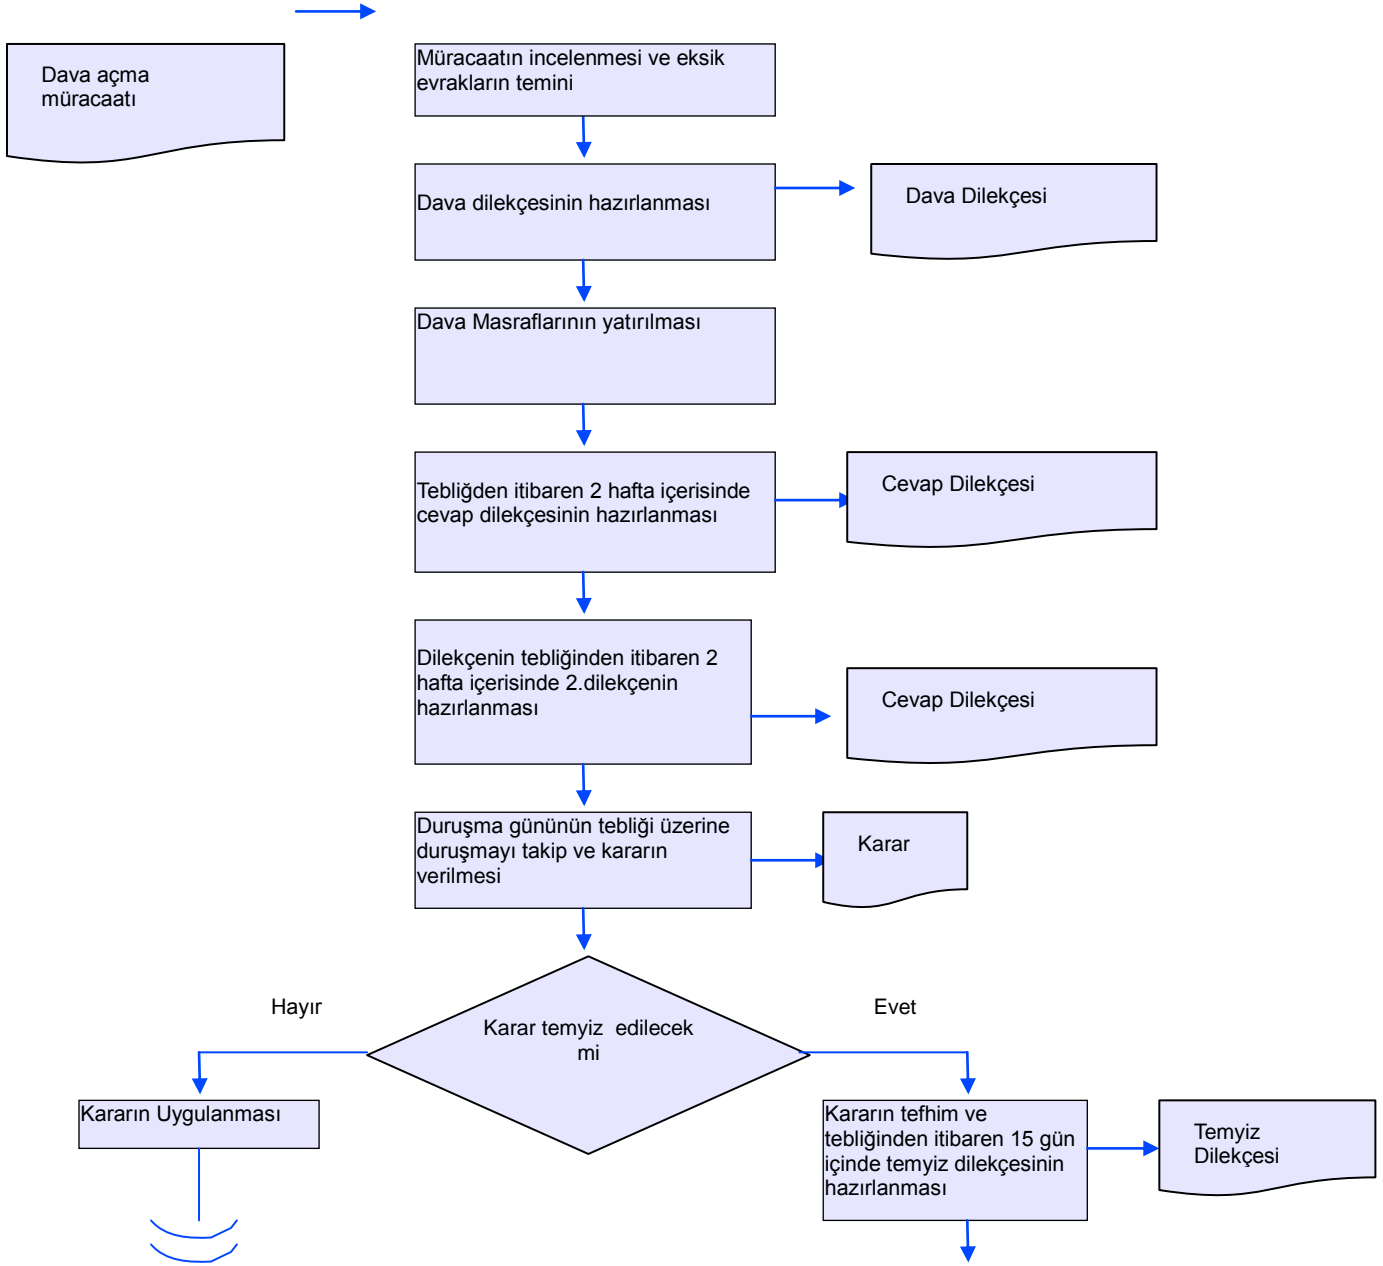 Dava açma
müracaatı
Müracaatın incelenmesi ve eksik
evrakların temini
Dava dilekçesinin hazırlanması
Dava Dilekçesi
Dava Masraflarının yatırılması
Tebliğden itibaren 2 hafta içerisinde
cevap dilekçesinin hazırlanması
Cevap Dilekçesi
Dilekçenin tebliğinden itibaren 2
hafta içerisinde 2.dilekçenin
hazırlanması
Cevap Dilekçesi
Duruşma gününün tebliği üzerine
duruşmayı takip ve kararın
verilmesi
Karar
Hayır
Karar temyiz  edilecek
mi
Evet
Kararın Uygulanması
Kararın tefhim ve
tebliğinden itibaren 15 gün
içinde temyiz dilekçesinin
hazırlanması
Temyiz
Dilekçesi